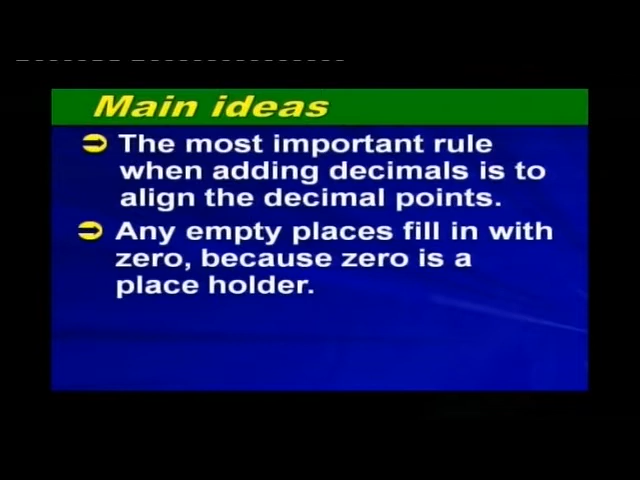 Main ideas
The most important rule
when adding decimals is to
align the decimal points.
Any empty places fill in with
zero, because zero is a
place holder.